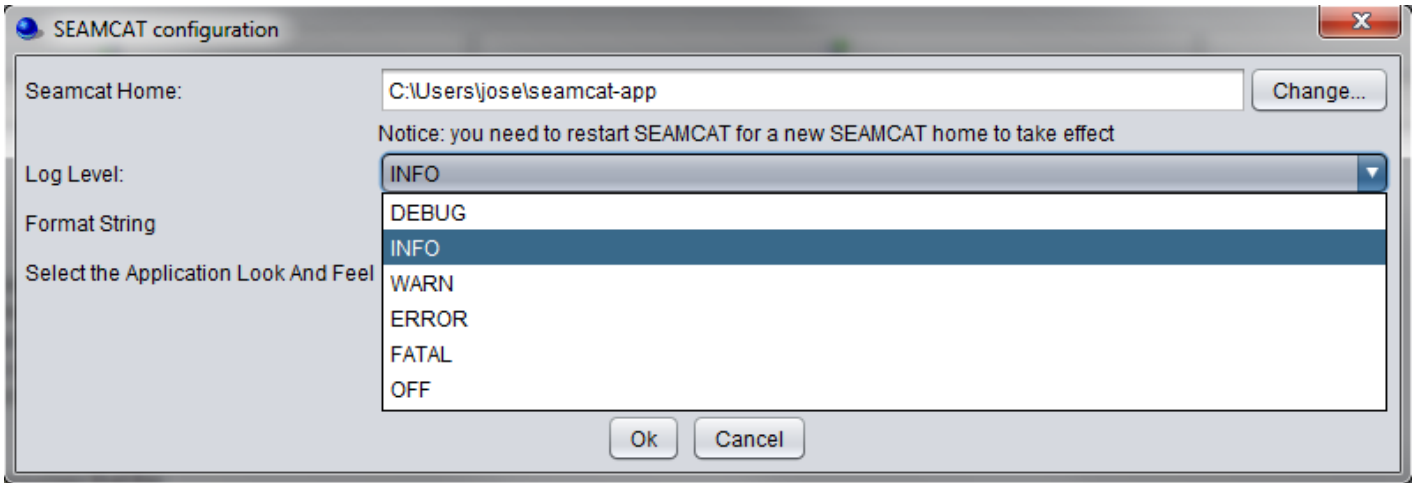 SEAMCAT configuration
Seamcat Home: C:\Users\jose\seamcat-app Change...
Notice: you need to restart SEAMCAT for a new SEAMCAT home to take effect
Log Level: INFO
DEBUG
Format String
INFO
Select the Application Look And Feel
WARN
ERROR
FATAL
OFF
Ok Cancel